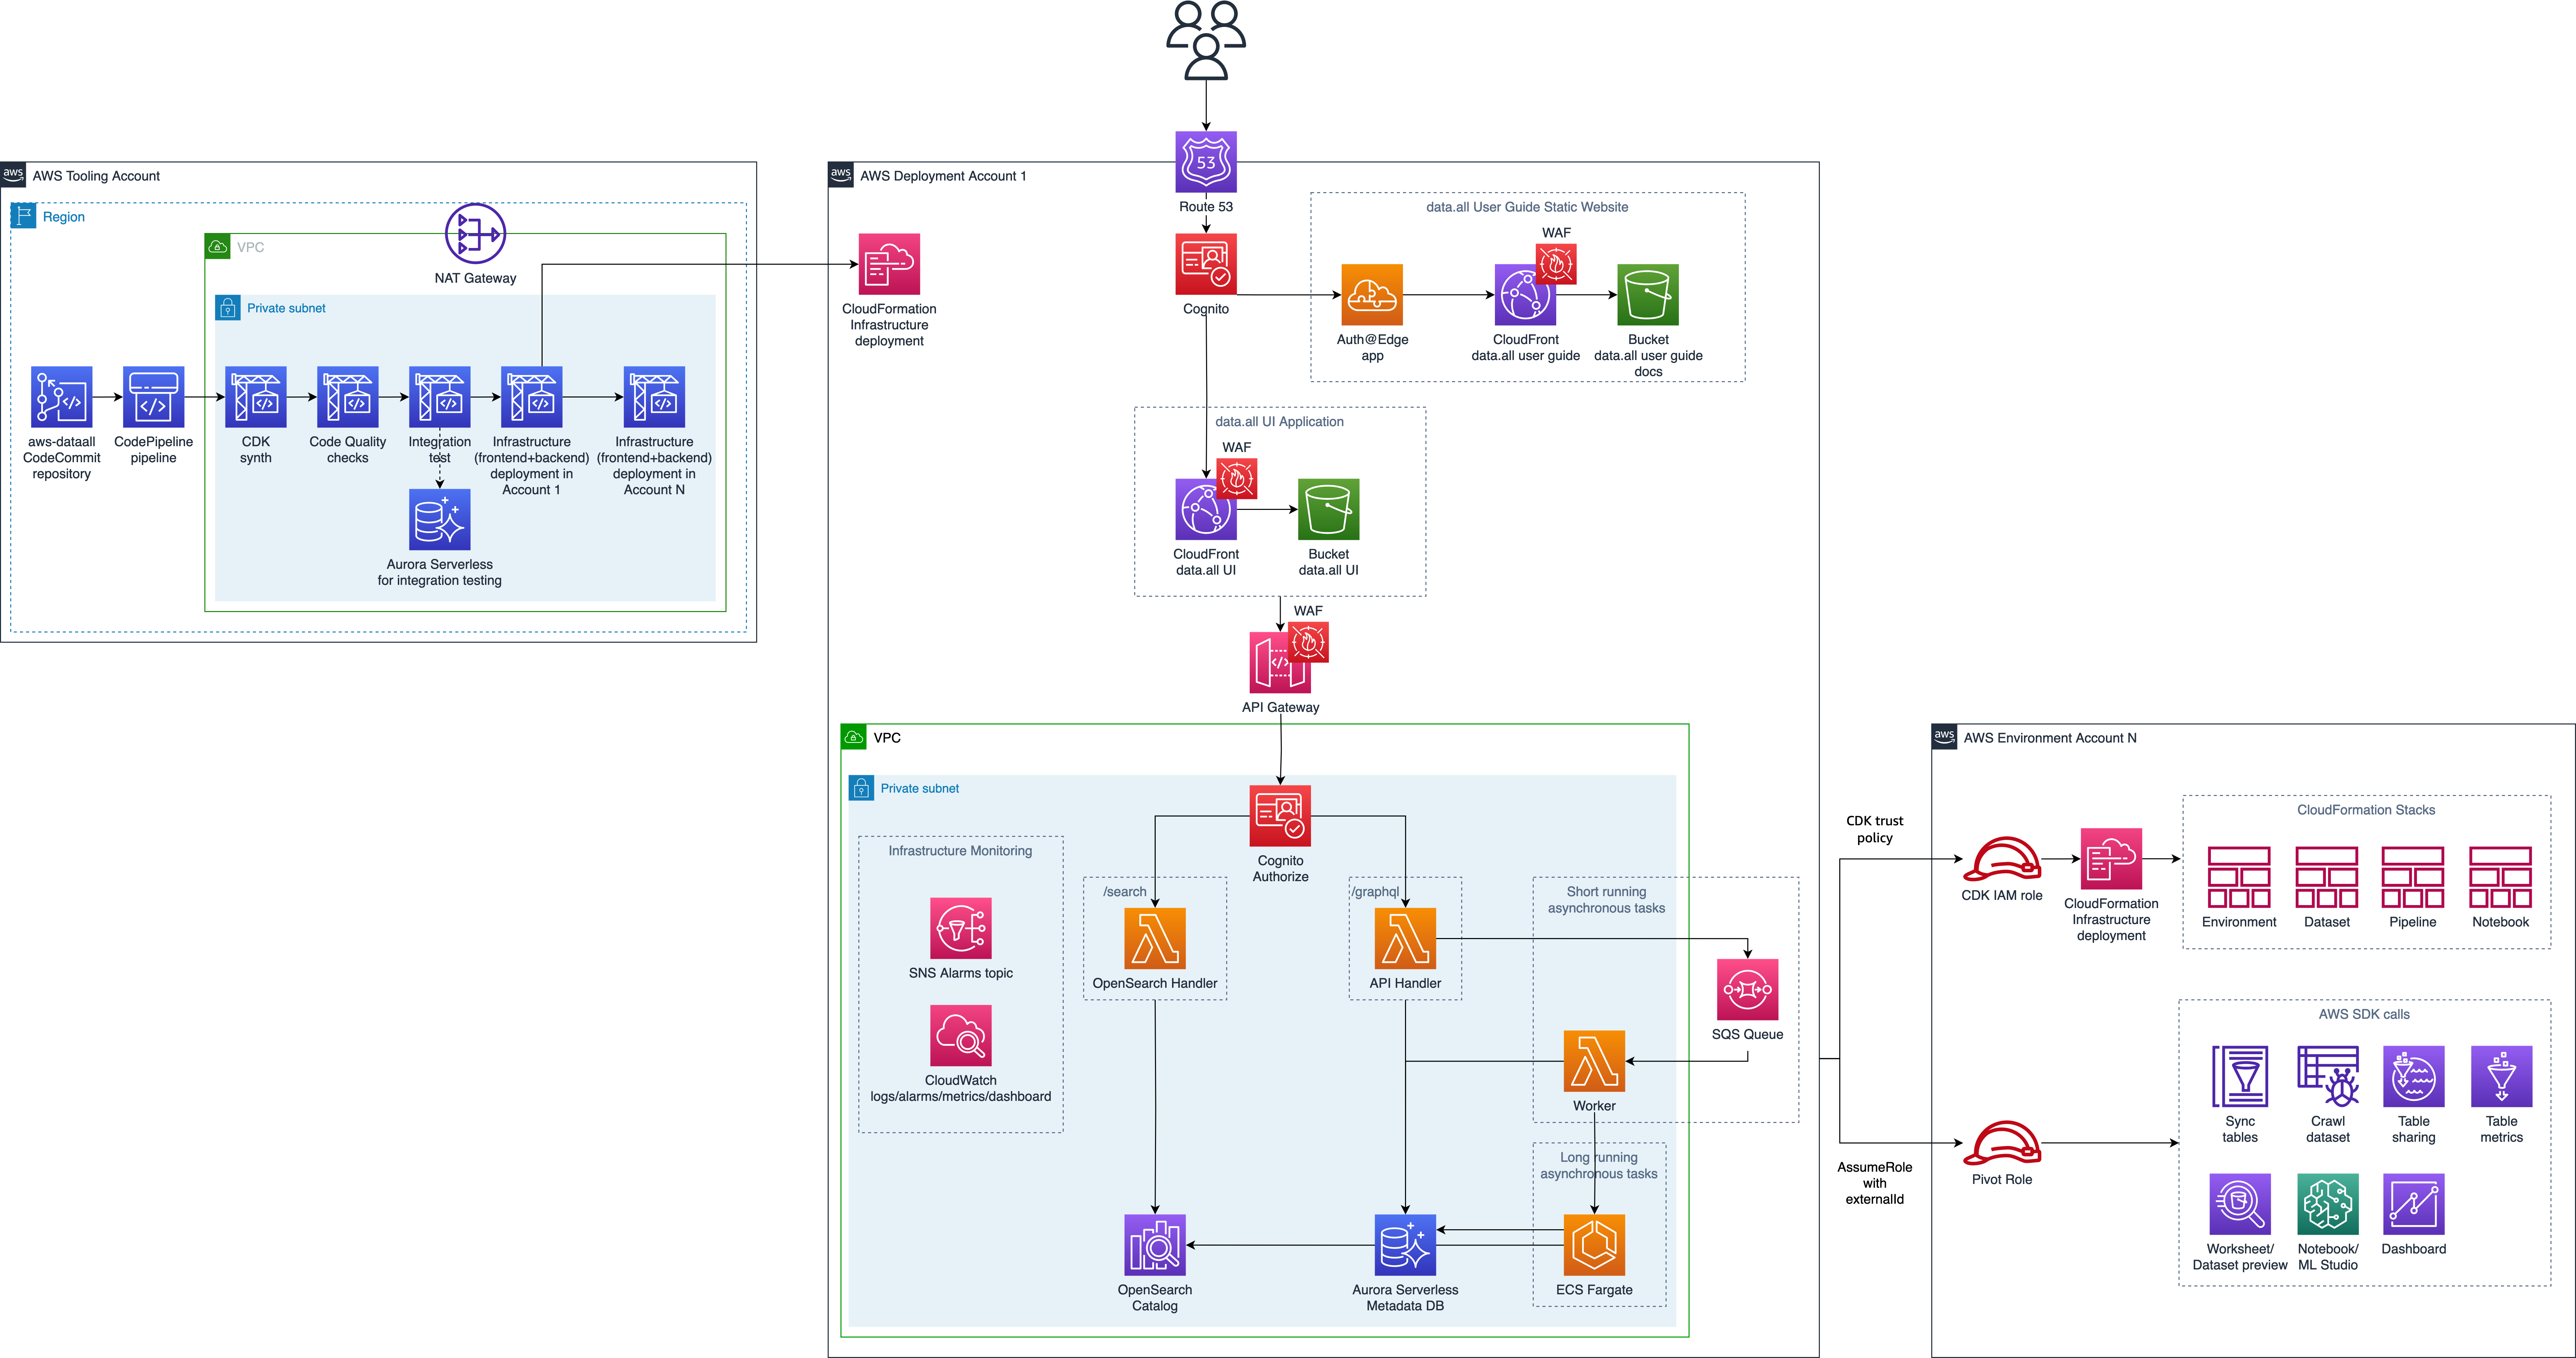 aws
AWS Tooling Account
Region
VPC
NAT Gateway
Private subnet
aws-dataall
CodeCommit
repository
CodePipeline
pipeline
CDK
synth
Code Quality
checks
Integration
test
Infrastructure
(frontend+backend)
deployment in
Account 1
Infrastructure
(frontend+backend)
deployment in
Account N
Aurora Serverless
for integration testing
aws
AWS Deployment Account 1
53
Route 53
CloudFormation
Infrastructure
deployment
Cognito
data.all User Guide Static Website
WAF
Auth@Edge
app
CloudFront
data.all user guide
Bucket
data.all user guide
docs
data.all UI Application
WAF
CloudFront
data.all UI
Bucket
data.all UI
WAF
API Gateway
VPC
Private subnet
Cognito
Authorize
Infrastructure Monitoring
SNS Alarms topic
CloudWatch
logs/alarms/metrics/dashboard
/search
OpenSearch Handler
/graphql
API Handler
Short running
asynchronous tasks
SQS Queue
Worker
Long running
asynchronous tasks
OpenSearch
Catalog
Aurora Serverless
Metadata DB
ECS Fargate
CDK trust
policy
AssumeRole
with
externalId
aws
AWS Environment Account N
CDK IAM role
CloudFormation
Infrastructure
deployment
CloudFormation Stacks
Environment
Dataset
Pipeline
Notebook
Pivot Role
AWS SDK calls
Sync
tables
Crawl
dataset
Table
sharing
Table
metrics
Worksheet/
Dataset preview
Notebook/
ML Studio
Dashboard